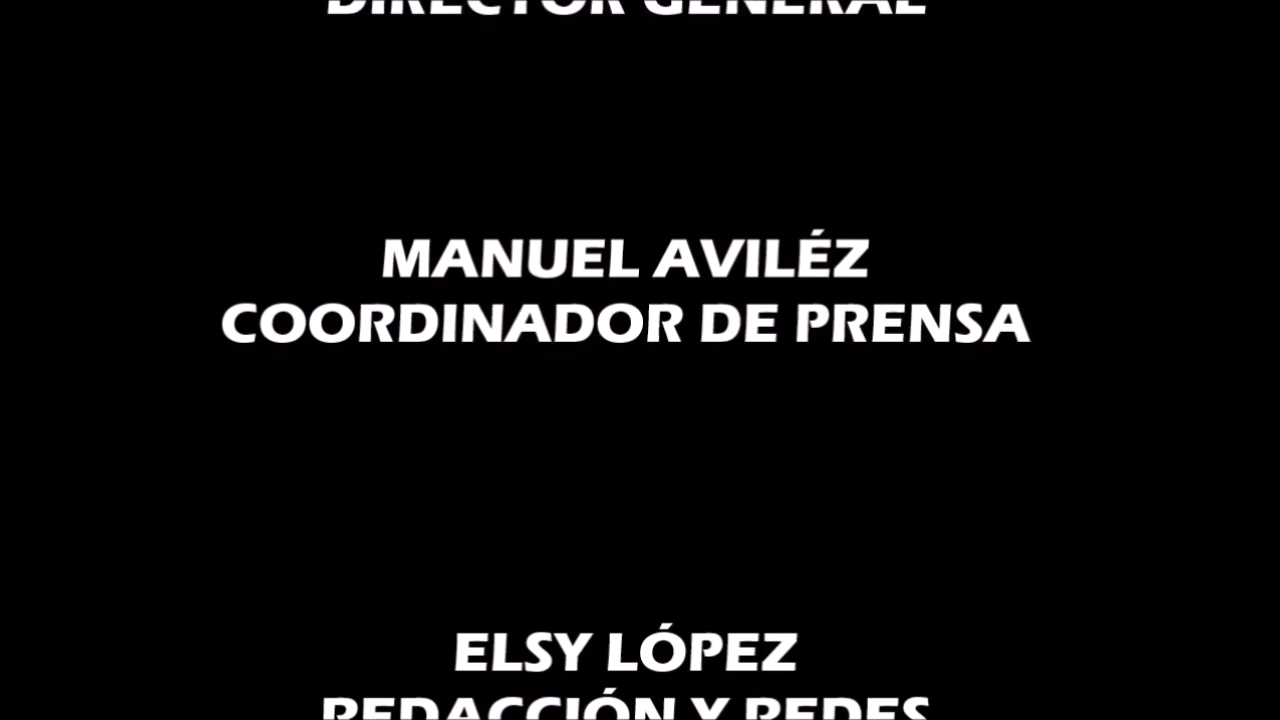 DIRECTOR GENERAL
MANUEL AVILÉZ
COORDINADOR DE PRENSA
ELSY LÓPEZ
REDACCIÓN Y REDES